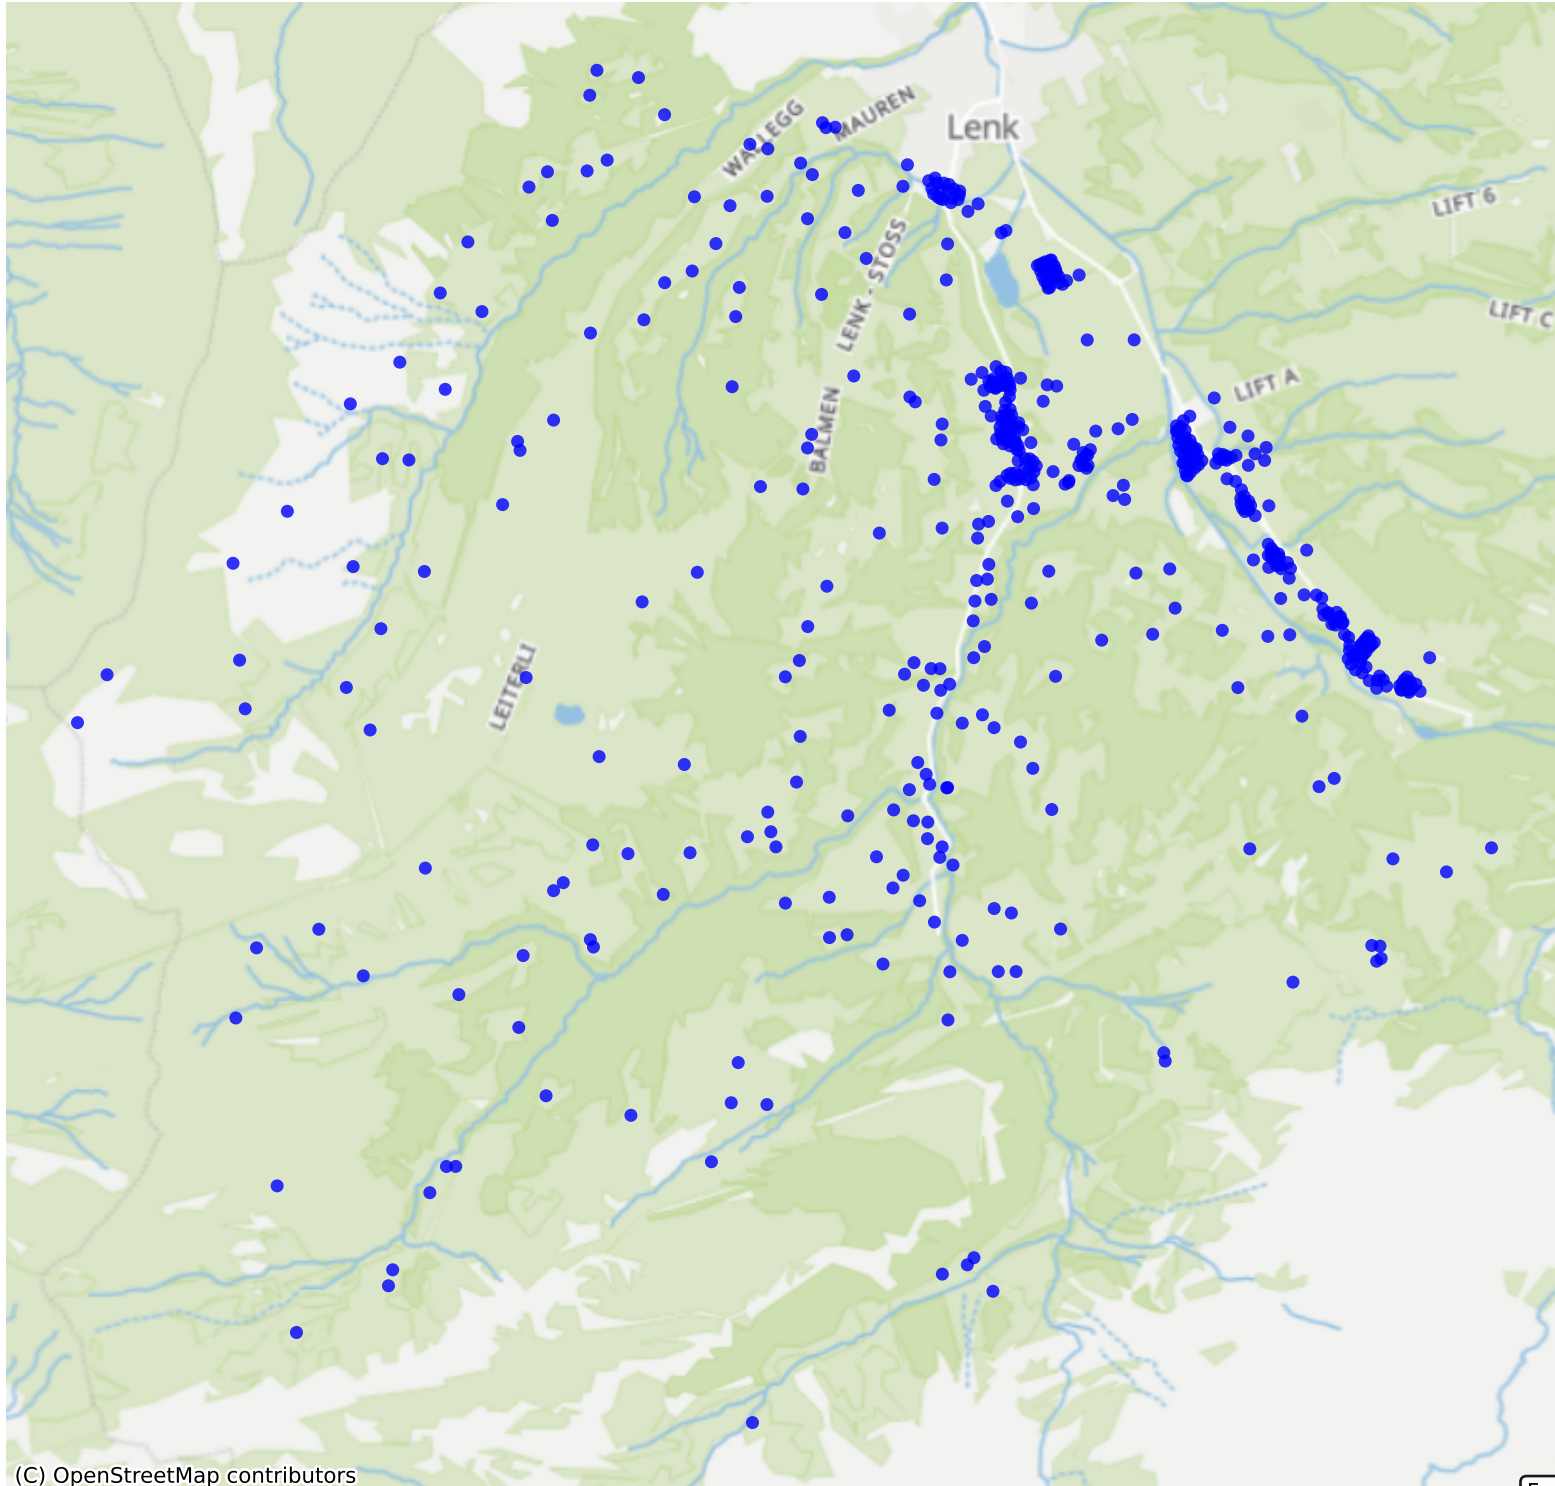 WALLEGG
MAUREN
Lenk
LIFT 6
LENK - STOSS
LIFT C
LIFT A
BALMEN
LEITERLI
(C) OpenStreetMap contributors